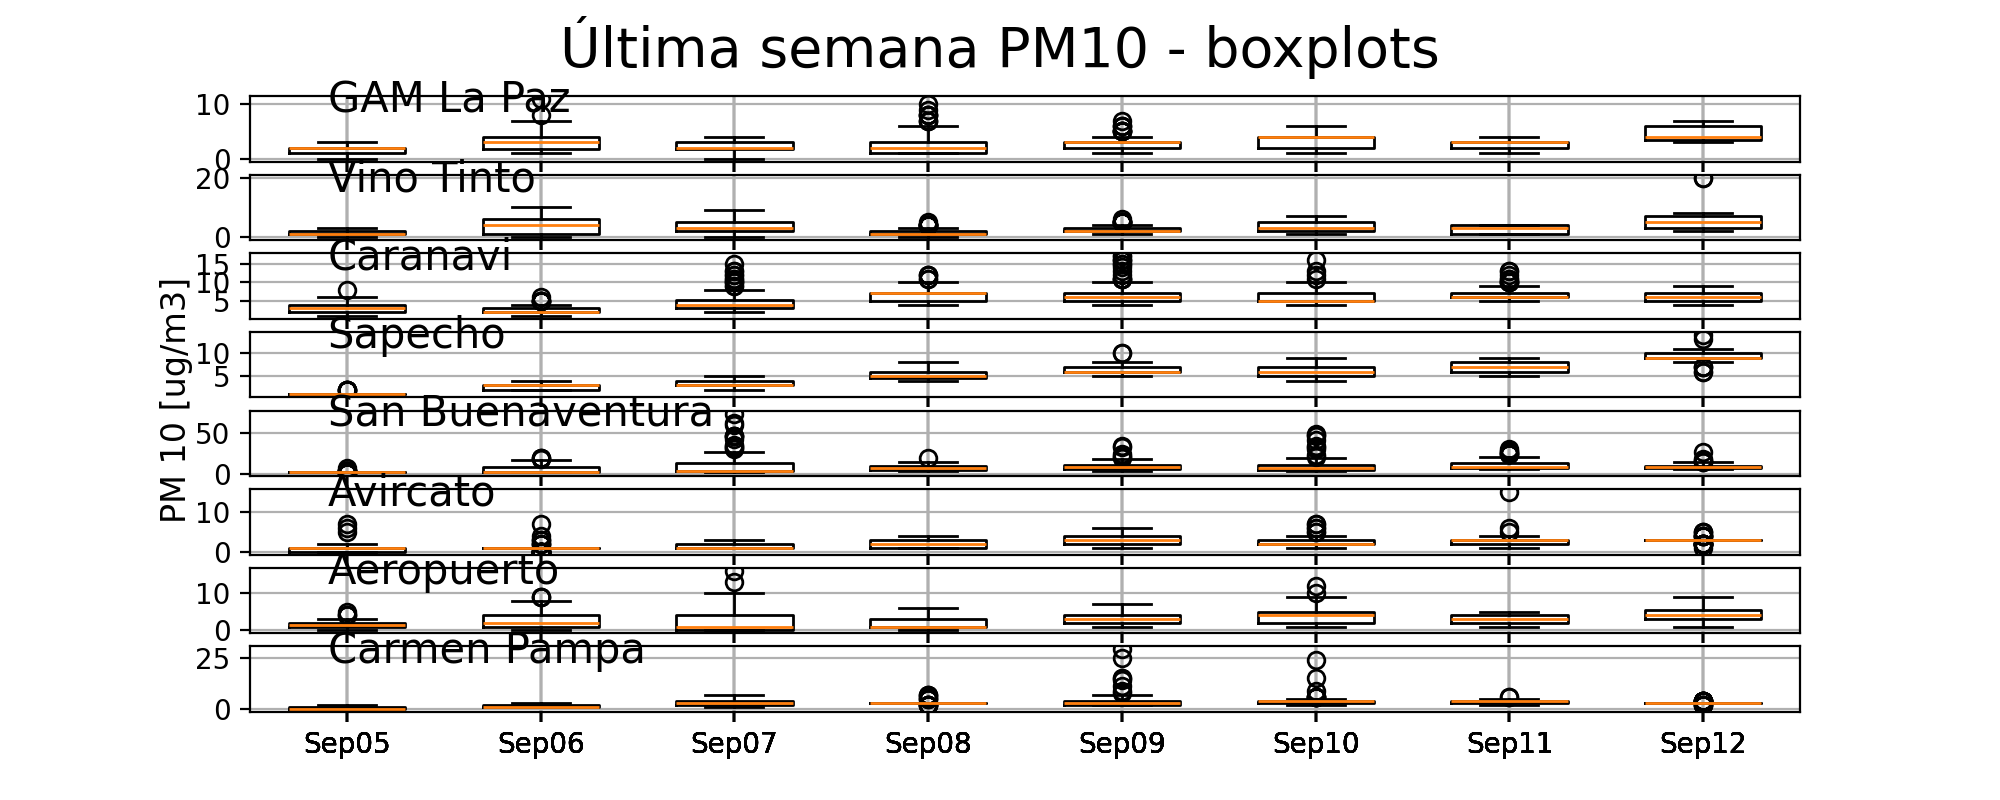 Última semana PM10 - boxplots
PM 10 [ug/m3]
GAM La Paz
10
0
Vino Tinto
20
0
Caranavi
15
10
5
Sapecho
10
5
San Buenaventura
50
0
Avircato
10
0
Aeropuerto
10
0
Carmen Pampa
25
0
Sep05 Sep06 Sep07 Sep08 Sep09 Sep10 Sep11 Sep12